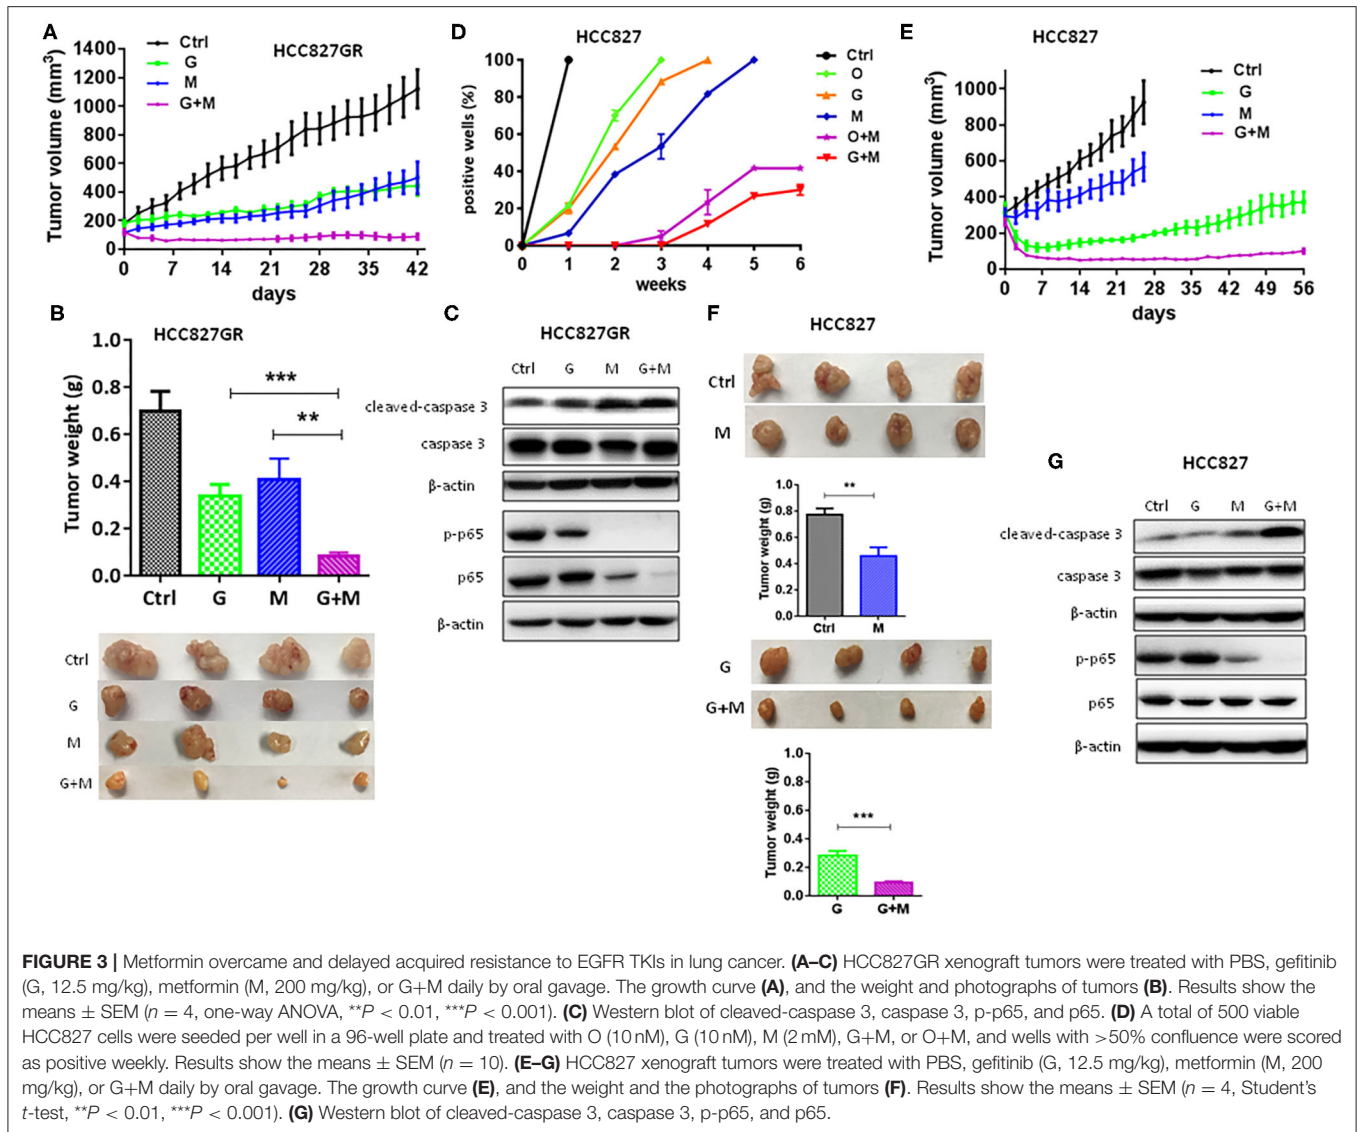 A
HCC827GR
Ctrl
G
M
G+M
Tumor volume (mm³)
1400
1200
1000
800
600
400
200
0
0 7 14 21 28 35 42
days
D
HCC827
Ctrl
O
G
M
O+M
G+M
positive wells (%)
100
80
60
40
20
0
0 1 2 3 4 5 6
weeks
E
HCC827
Ctrl
G
M
G+M
Tumor volume (mm³)
1000
800
600
400
200
0
0 7 14 21 28 35 42 49 56
days
B
HCC827GR
Tumor weight (g)
1.0
0.8
0.6
0.4
0.2
0.0
***
**
Ctrl G M G+M
Ctrl
G
M
G+M
C
HCC827GR
Ctrl G M G+M
cleaved-caspase 3
caspase 3
β-actin
p-p65
p65
β-actin
F
HCC827
Ctrl
M
Tumor weight (g)
1.0
0.8
0.6
0.4
0.2
0.0
**
Ctrl M
G
G+M
Tumor weight (g)
1.0
0.8
0.6
0.4
0.2
0.0
***
G G+M
G
HCC827
Ctrl G M G+M
cleaved-caspase 3
caspase 3
β-actin
p-p65
p65
β-actin
FIGURE 3 | Metformin overcame and delayed acquired resistance to EGFR TKIs in lung cancer. (A–C) HCC827GR xenograft tumors were treated with PBS, gefitinib
(G, 12.5 mg/kg), metformin (M, 200 mg/kg), or G+M daily by oral gavage. The growth curve (A), and the weight and photographs of tumors (B). Results show the
means ± SEM (n = 4, one-way ANOVA, **P < 0.01, ***P < 0.001). (C) Western blot of cleaved-caspase 3, caspase 3, p-p65, and p65. (D) A total of 500 viable
HCC827 cells were seeded per well in a 96-well plate and treated with O (10 nM), G (10 nM), M (2 mM), G+M, or O+M, and wells with >50% confluence were scored
as positive weekly. Results show the means ± SEM (n = 10). (E–G) HCC827 xenograft tumors were treated with PBS, gefitinib (G, 12.5 mg/kg), metformin (M, 200
mg/kg), or G+M daily by oral gavage. The growth curve (E), and the weight and the photographs of tumors (F). Results show the means ± SEM (n = 4, Student's
t-test, **P < 0.01, ***P < 0.001). (G) Western blot of cleaved-caspase 3, caspase 3, p-p65, and p65.